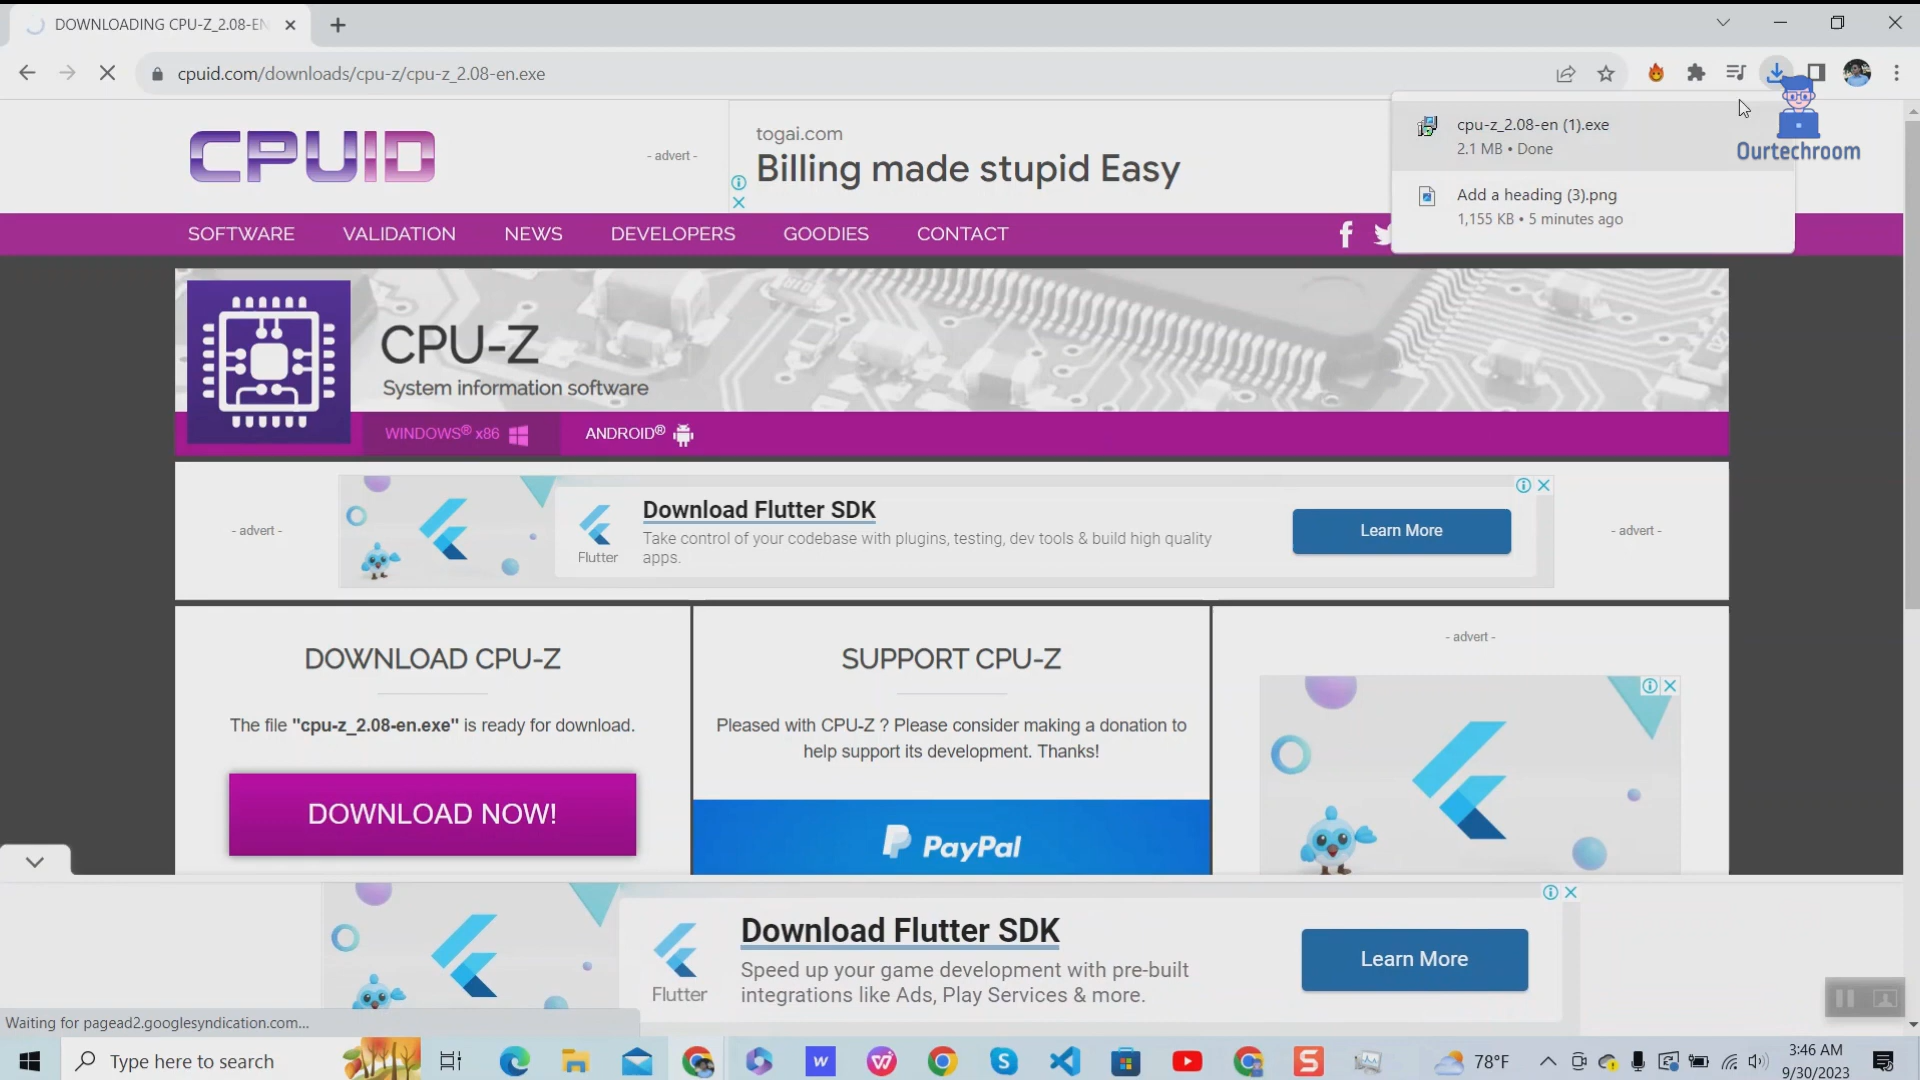 DOWNLOADING CPU-Z_2.08-EN
cpuid.com/downloads/cpu-z/cpu-z_2.08-en.exe
cpu-z_2.08-en (1).exe
2.1 MB • Done
Add a heading (3).png
1,155 KB • 5 minutes ago
Ourtechroom
CPUID
- advert -
togai.com
Billing made stupid Easy
SOFTWARE VALIDATION NEWS DEVELOPERS GOODIES CONTACT
CPU-Z
System information software
WINDOWS® x86 ANDROID®
- advert -
Flutter
Download Flutter SDK
Take control of your codebase with plugins, testing, dev tools & build high quality
apps.
Learn More
- advert -
DOWNLOAD CPU-Z
The file "cpu-z_2.08-en.exe" is ready for download.
DOWNLOAD NOW!
SUPPORT CPU-Z
Pleased with CPU-Z ? Please consider making a donation to
help support its development. Thanks!
PayPal
- advert -
Flutter
Download Flutter SDK
Speed up your game development with pre-built
integrations like Ads, Play Services & more.
Learn More
Waiting for pagead2.googlesyndication.com...
Type here to search
78°F
3:46 AM
9/30/2023